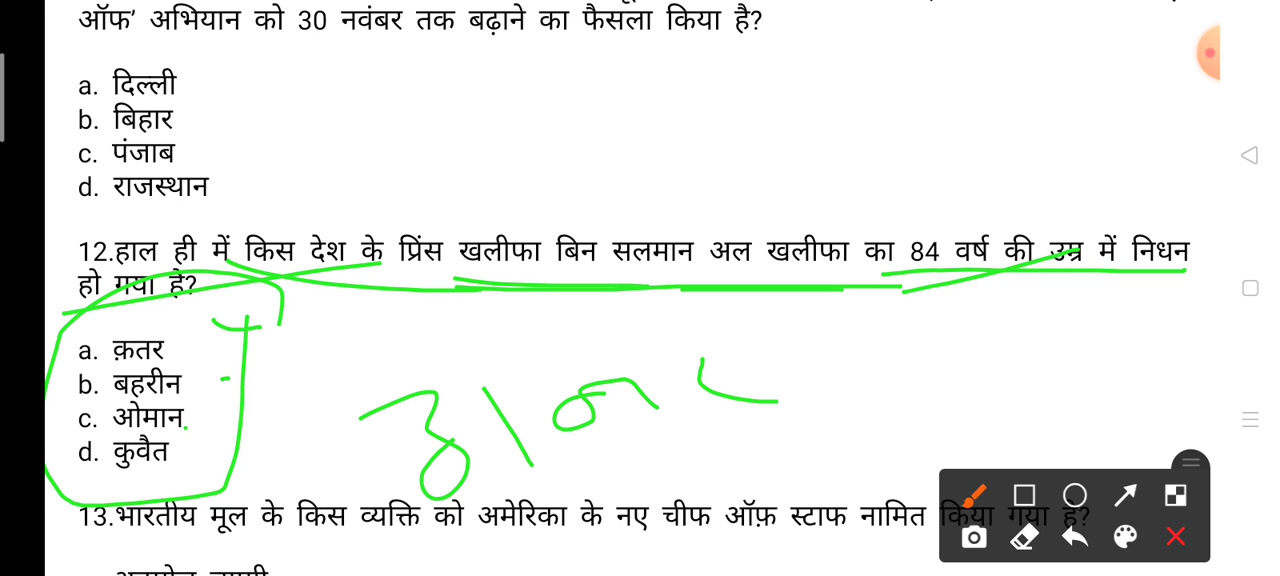 ऑफ’ अभियान को 30 नवंबर तक बढ़ाने का फैसला किया है?
a. दिल्ली
b. बिहार
c. पंजाब
d. राजस्थान
12.हाल ही में किस देश के प्रिंस खलीफा बिन सलमान अल खलीफा का 84 वर्ष की उम्र में निधन
हो गया है?
a. क़तर
b. बहरीन
c. ओमान
d. कुवैत
13.भारतीय मूल के किस व्यक्ति को अमेरिका के नए चीफ ऑफ़ स्टाफ नामित किया गया है?